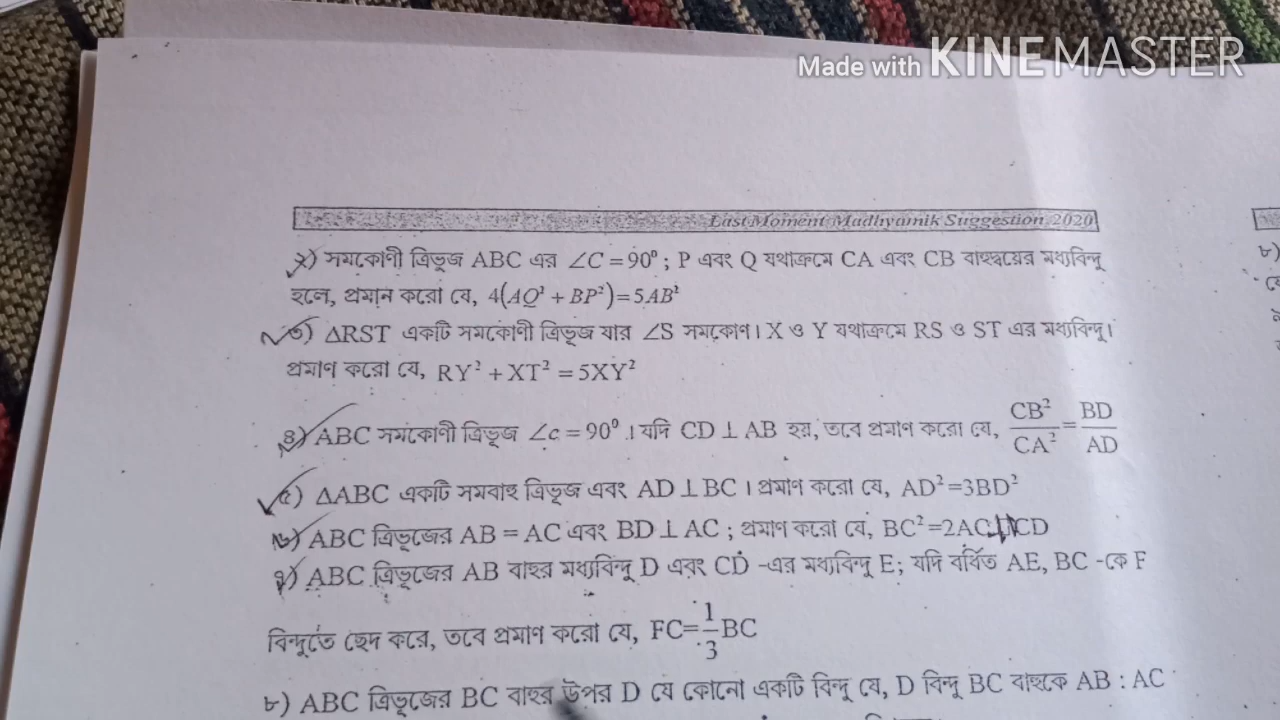 Made with KINEMASTER
Last Moment Madhyamik Suggestion 2020
২) সমকোণী ত্রিভূজ ABC এর ∠C = 90°; P এবং Q যথাক্রমে CA এবং CB বাহুদ্বয়ের মধ্যবিন্দু
হলে, প্রমান করো যে, 4(AQ² + BP²) = 5AB²
৩) ΔRST একটি সমকোণী ত্রিভূজ যার ∠S সমকোণ। X ও Y যথাক্রমে RS ও ST এর মধ্যবিন্দু।
প্রমাণ করো যে, RY² + XT² = 5XY²
৪) ABC সমকোণী ত্রিভূজ ∠c = 90° । যদি CD ⊥ AB হয়, তবে প্রমাণ করো যে, CB²/CA² = BD/AD
৫) ΔABC একটি সমবাহু ত্রিভূজ এবং AD ⊥ BC । প্রমাণ করো যে, AD²=3BD²
৬) ABC ত্রিভূজের AB = AC এবং BD ⊥ AC ; প্রমাণ করো যে, BC²=2AC CD
৭) ABC ত্রিভূজের AB বাহুর মধ্যবিন্দু D এবং CD -এর মধ্যবিন্দু E; যদি বর্ধিত AE, BC -কে F
বিন্দুতে ছেদ করে, তবে প্রমাণ করো যে, FC=1/3 BC
৮) ABC ত্রিভূজের BC বাহুর উপর D যে কোনো একটি বিন্দু যে, D বিন্দু BC বাহুকে AB : AC
৮)